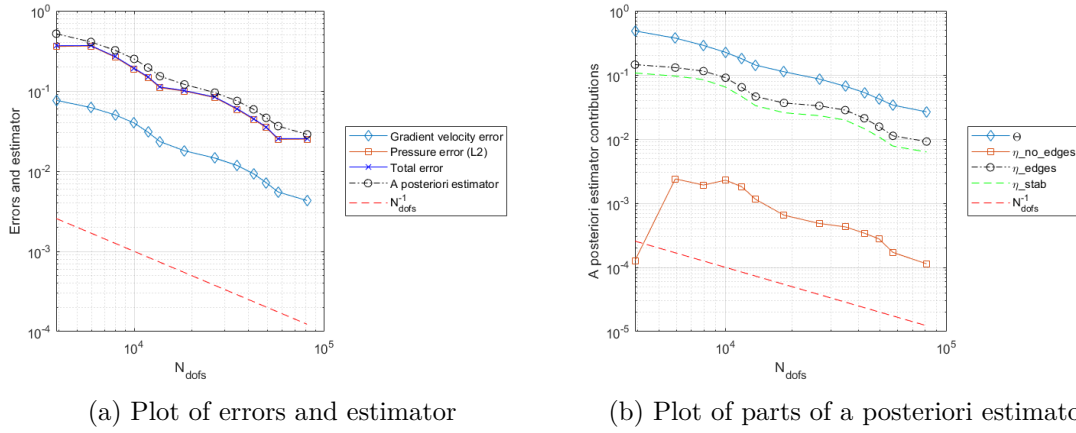 10^0
10^-1
10^-2
10^-3
10^-4
10^4
10^5
Errors and estimator
N_dofs
Gradient velocity error
Pressure error (L2)
Total error
A posteriori estimator
N_dofs^-1
(a) Plot of errors and estimator
10^0
10^-1
10^-2
10^-3
10^-4
10^-5
10^4
10^5
A posteriori estimator contributions
N_dofs
Θ
η_no_edges
η_edges
η_stab
N_dofs^-1
(b) Plot of parts of a posteriori estimato